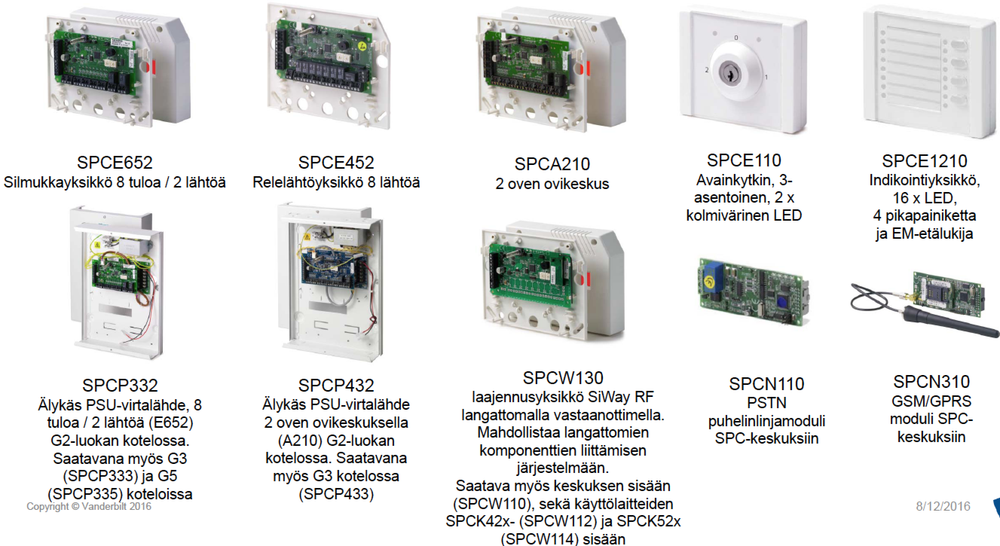 SPCE652
Silmukkayksikkö 8 tuloa / 2 lähtöä
SPCE452
Relelähtöyksikkö 8 lähtöä
SPCA210
2 oven ovikeskus
0
2
1
SPCE110
Avainkytkin, 3-
asentoinen, 2 x
kolmivärinen LED
SPCE1210
Indikointiyksikkö,
16 x LED,
4 pikapainiketta
ja EM-etälukija
SPCP332
Älykäs PSU-virtalähde, 8
tuloa / 2 lähtöä (E652)
G2-luokan kotelossa.
Saatavana myös G3
(SPCP333) ja G5
(SPCP335) koteloissa
SPCP432
Älykäs PSU-virtalähde
2 oven ovikeskuksella
(A210) G2-luokan
kotelossa. Saatavana
myös G3 kotelossa
(SPCP433)
SPCW130
laajennusyksikkö SiWay RF
langattomalla vastaanottimella.
Mahdollistaa langattomien
komponenttien liittämisen
järjestelmään.
Saatava myös keskuksen sisään
(SPCW110), sekä käyttölaitteiden
SPCK42x- (SPCW112) ja SPCK52x
(SPCW114) sisään
SPCN110
PSTN
puhelinlinjamoduli
SPC-keskuksiin
SPCN310
GSM/GPRS
moduli SPC-
keskuksiin
Copyright © Vanderbilt 2016
8/12/2016